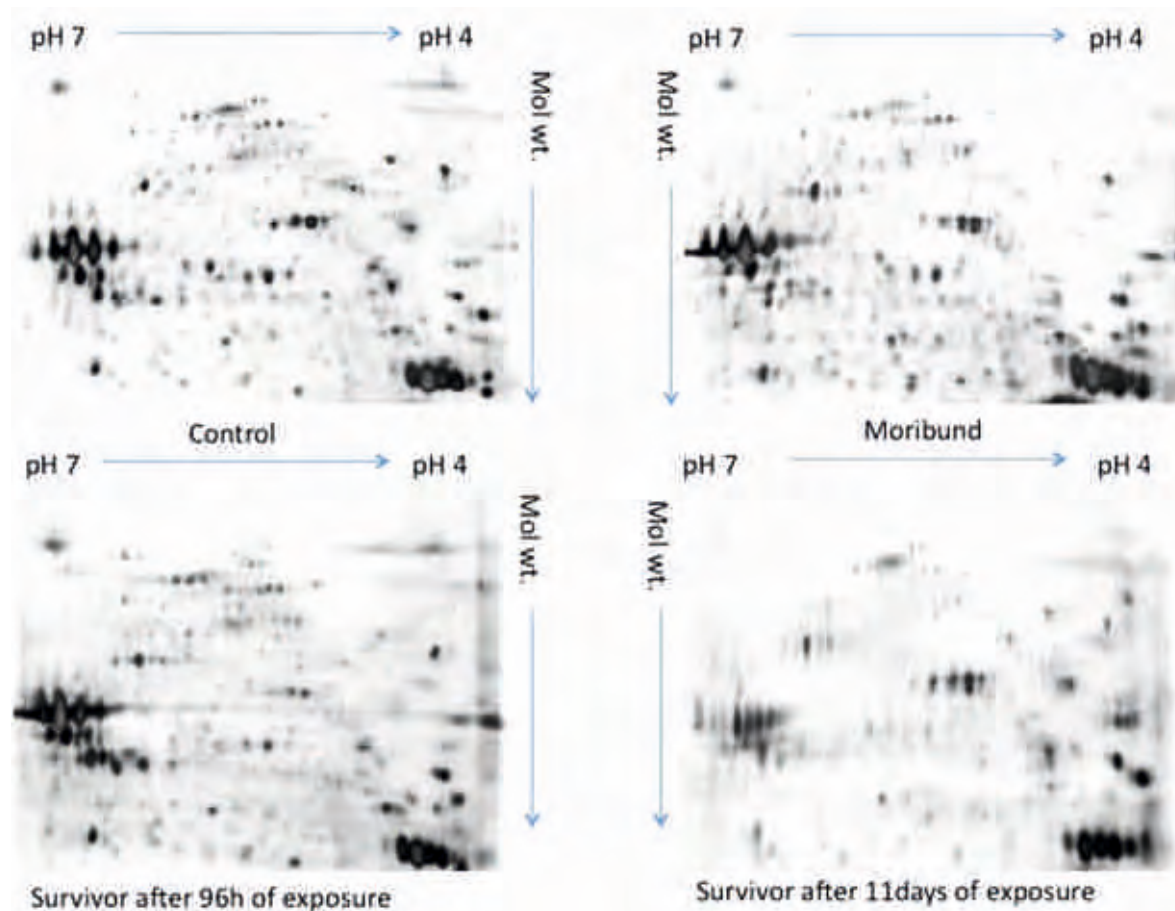 pH 7 pH 4
Mol wt.
Control
pH 7 pH 4
Mol wt.
Moribund
pH 7 pH 4
Mol wt.
Survivor after 96h of exposure
pH 7 pH 4
Mol wt.
Survivor after 11days of exposure